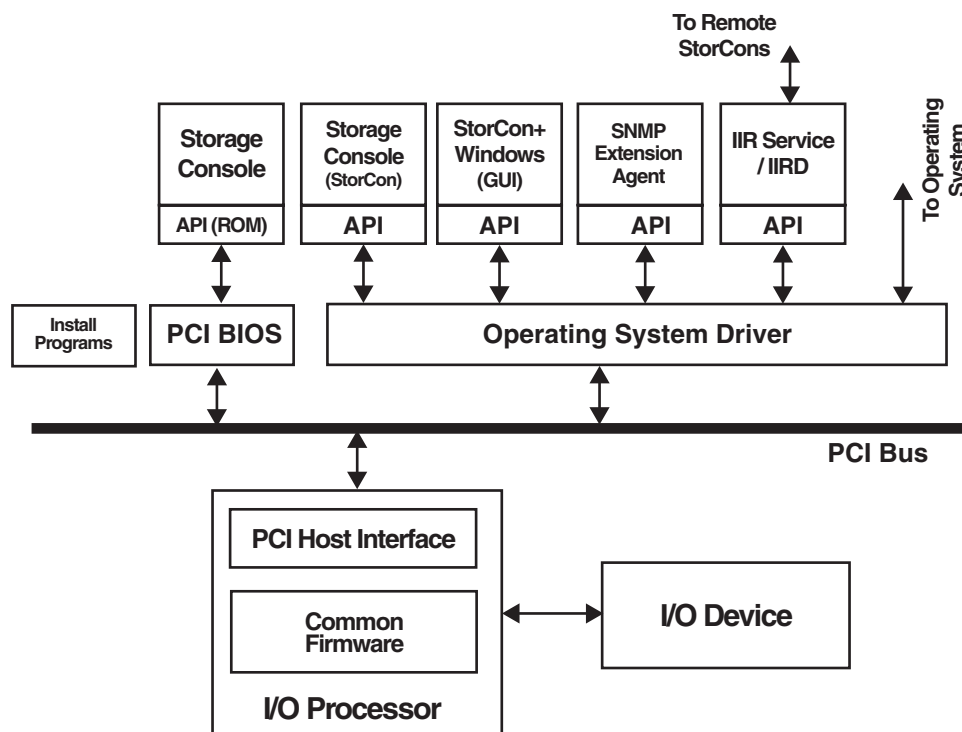 To Remote
StorCons
To Operating
System
Storage
Console
API (ROM)
Storage
Console
(StorCon)
API
StorCon+
Windows
(GUI)
API
SNMP
Extension
Agent
API
IIR Service
/ IIRD
API
Install
Programs
PCI BIOS
Operating System Driver
PCI Bus
PCI Host Interface
Common
Firmware
I/O Processor
I/O Device